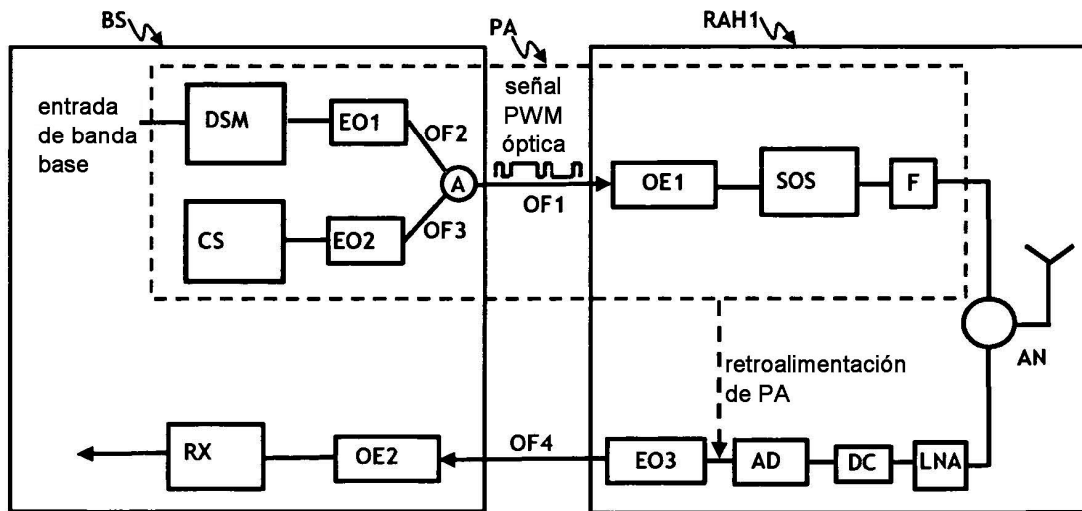 BS
PA
RAH1
entrada
de banda
base
DSM
EO1
OF2
señal
PWM
óptica
A
OF1
OE1
SOS
F
CS
EO2
OF3
AN
retroalimentación
de PA
RX
OE2
OF4
EO3
AD
DC
LNA